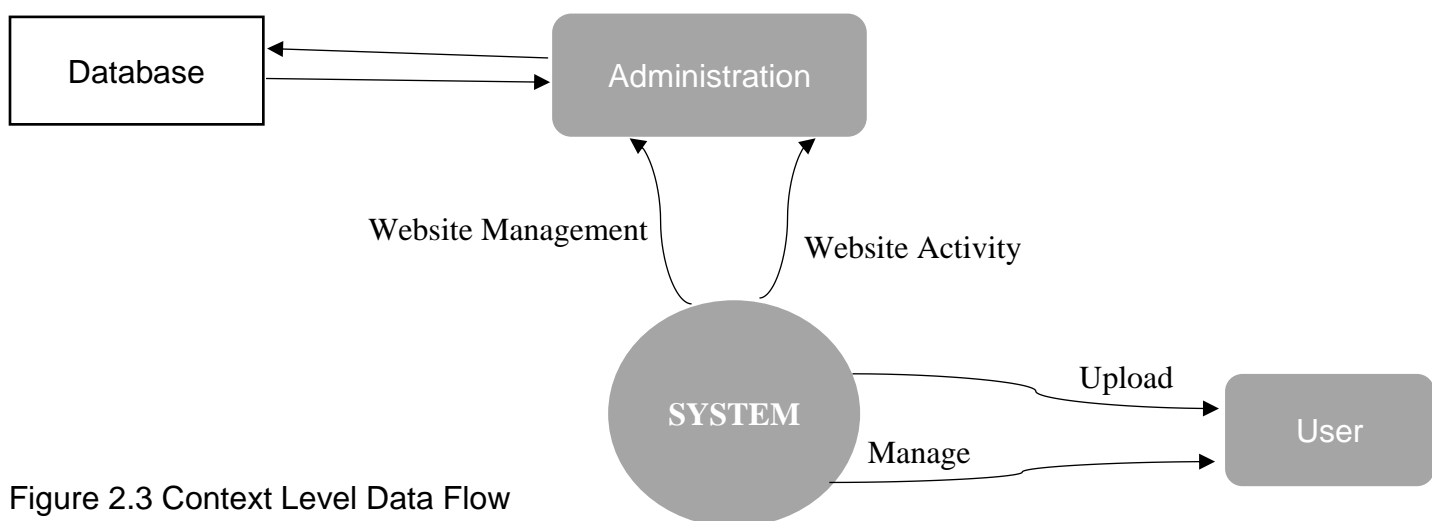 Database
Administration
Website Management
Website Activity
Upload
SYSTEM
User
Manage
Figure 2.3 Context Level Data Flow